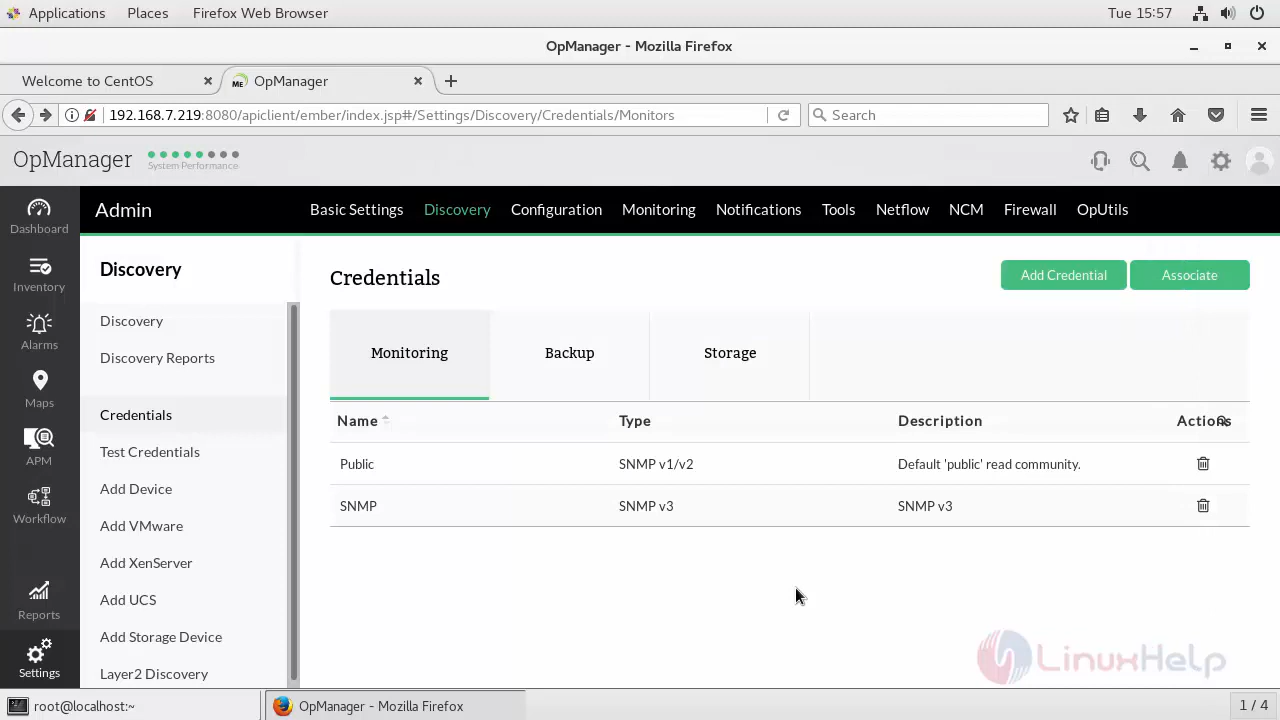 Applications Places Firefox Web Browser Tue 15:57
OpManager - Mozilla Firefox
Welcome to CentOS
OpManager
192.168.7.219:8080/apiclient/ember/index.jsp#/Settings/Discovery/Credentials/Monitors
Search
OpManager
System Performance
Admin
Basic Settings Discovery Configuration Monitoring Notifications Tools Netflow NCM Firewall OpUtils
Dashboard
Inventory
Alarms
Maps
APM
Workflow
Reports
Settings
Discovery
Discovery
Discovery Reports
Credentials
Test Credentials
Add Device
Add VMware
Add XenServer
Add UCS
Add Storage Device
Layer2 Discovery
Credentials
Add Credential Associate
Monitoring Backup Storage
Name Type Description Actions
Public SNMP v1/v2 Default 'public' read community.
SNMP SNMP v3 SNMP v3
LinuxHelp
root@localhost:~
OpManager - Mozilla Firefox
1 / 4